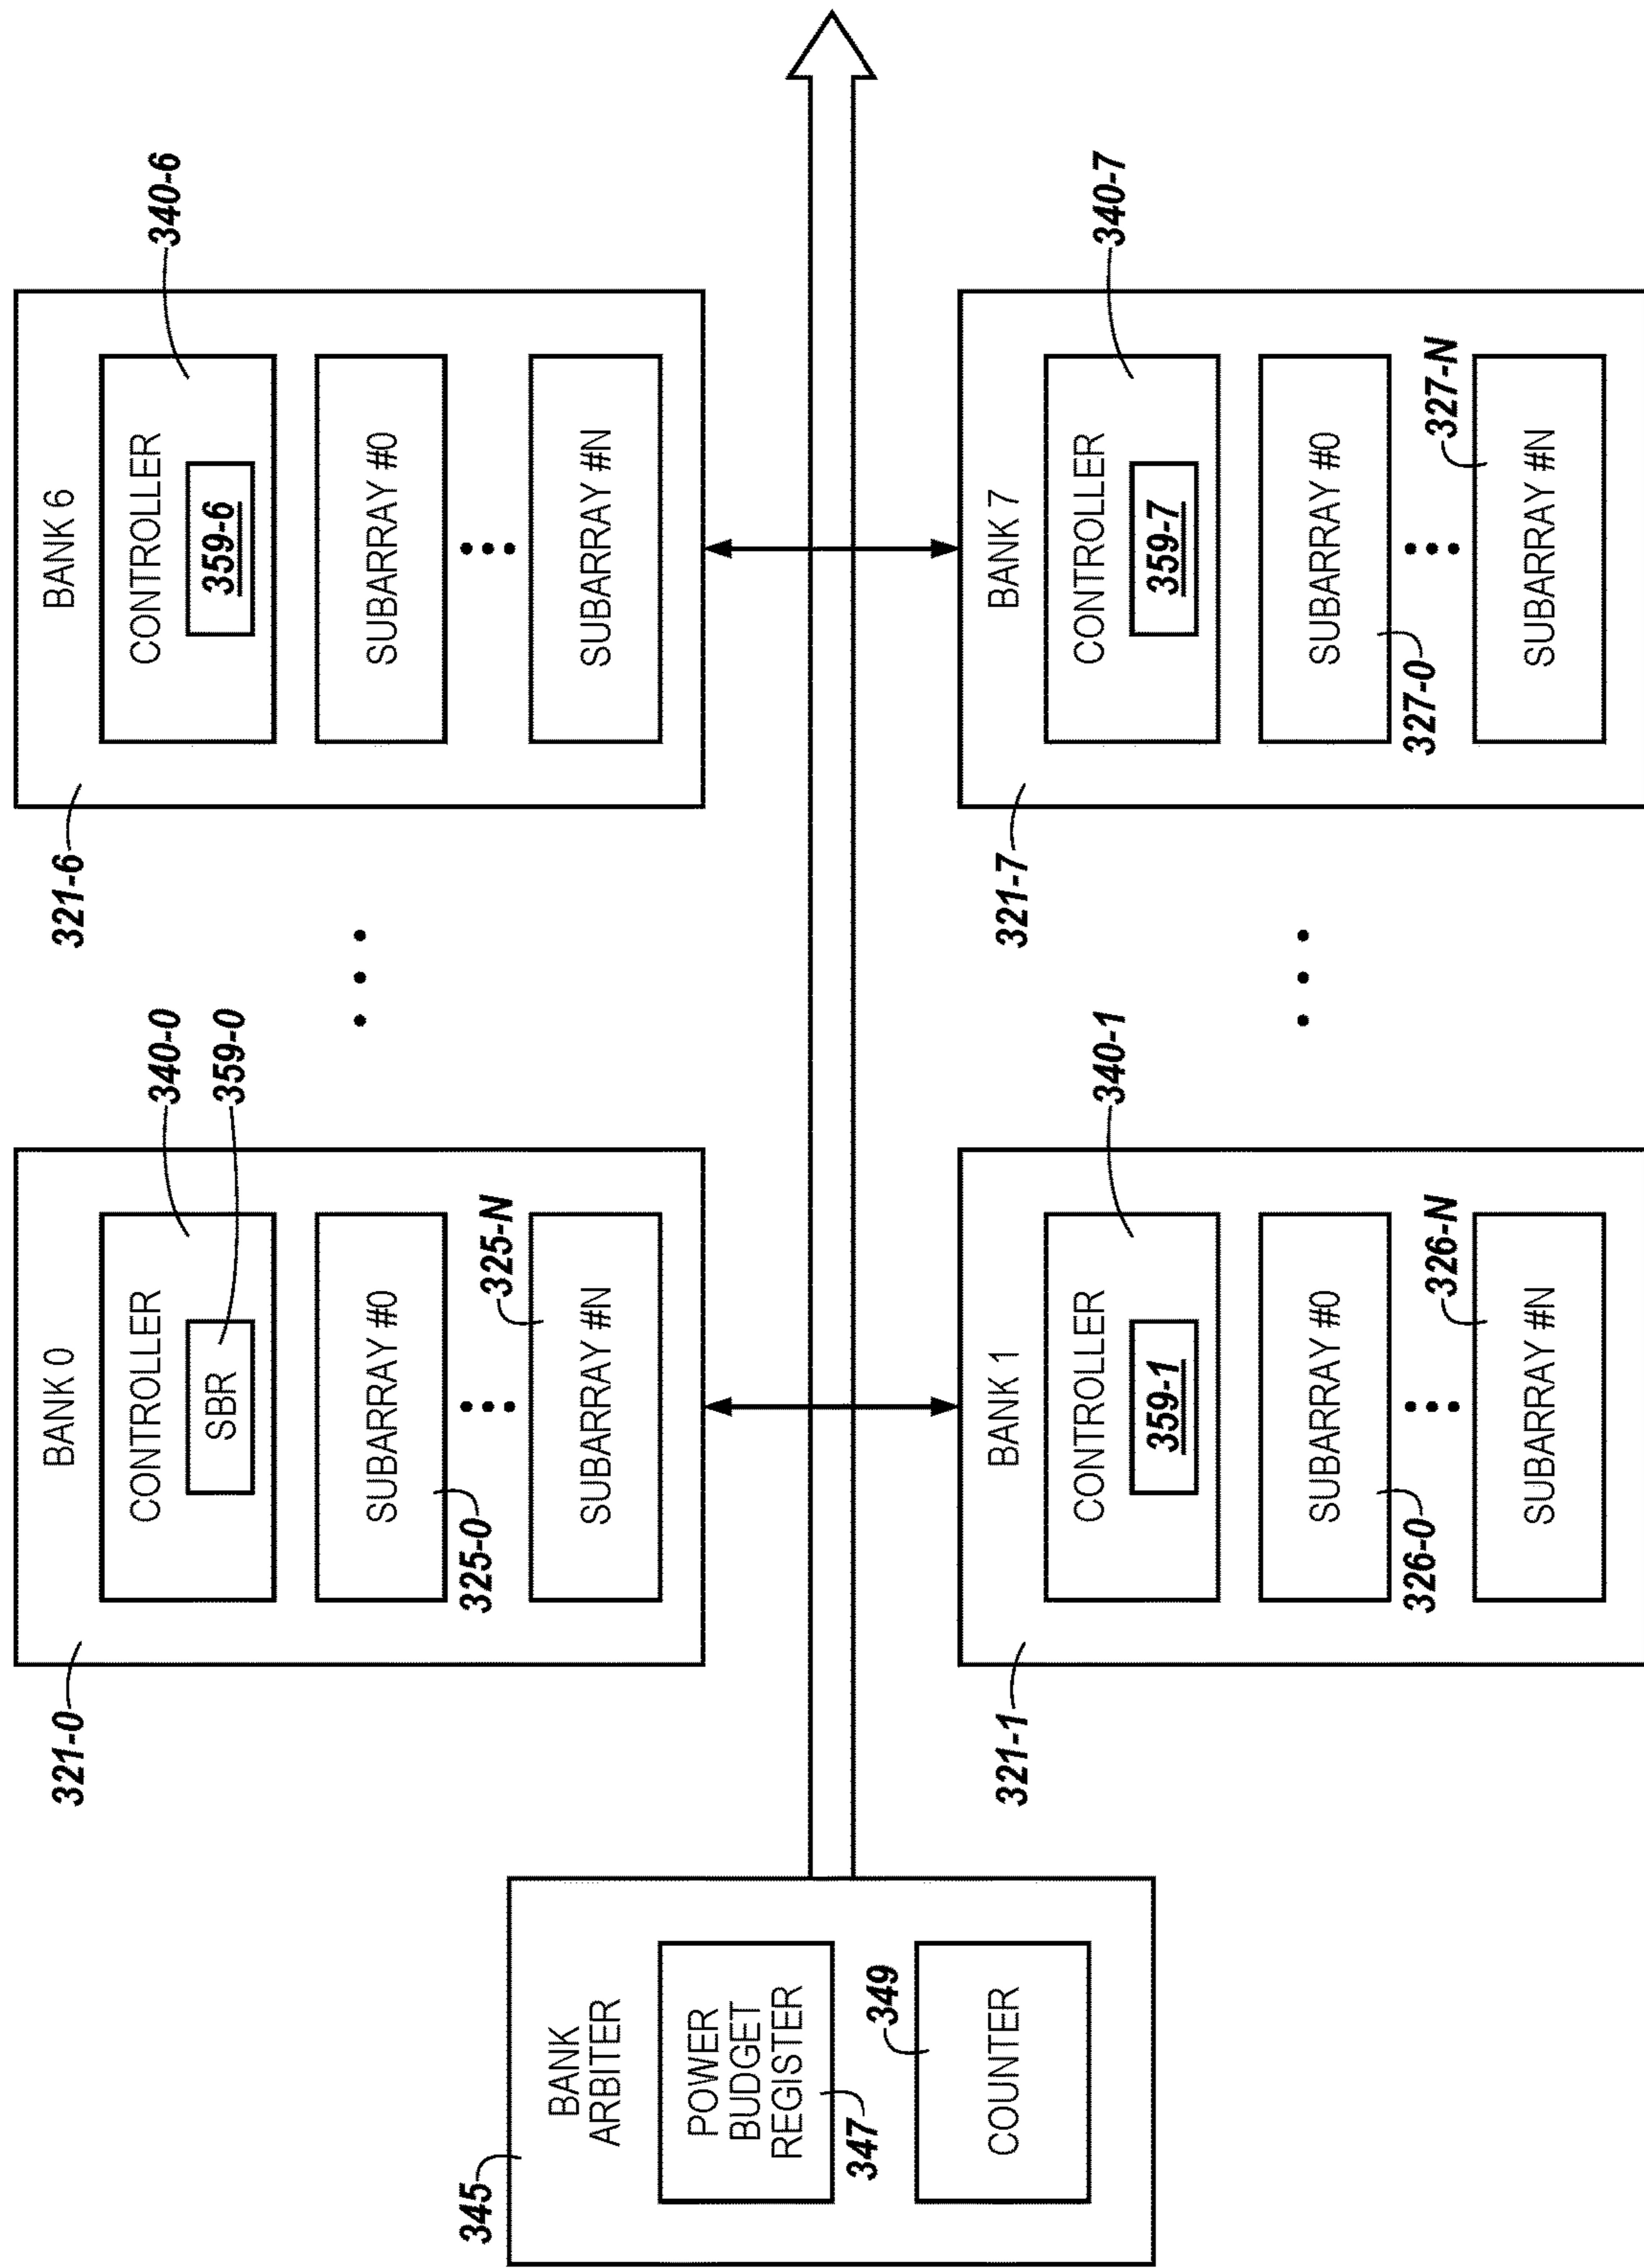 345
BANK
ARBITER
POWER
BUDGET
REGISTER
347
349
COUNTER
321-0
BANK 0
CONTROLLER
SBR
340-0
359-0
SUBARRAY #0
325-0
325-N
SUBARRAY #N
321-6
BANK 6
CONTROLLER
359-6
340-6
SUBARRAY #0
SUBARRAY #N
321-1
BANK 1
CONTROLLER
359-1
340-1
SUBARRAY #0
326-0
326-N
SUBARRAY #N
321-7
BANK 7
CONTROLLER
359-7
340-7
SUBARRAY #0
327-0
327-N
SUBARRAY #N